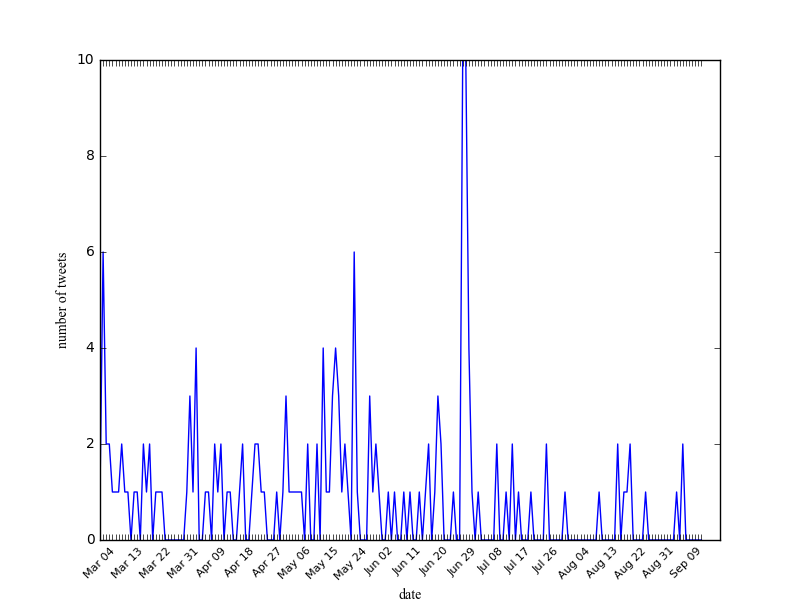 10
8
6
4
2
0
number of tweets
Mar 04 Mar 13 Mar 22 Mar 31 Apr 09 Apr 18 Apr 27 May 06 May 15 May 24 Jun 02 Jun 11 Jun 20 Jun 29 Jul 08 Jul 17 Jul 26 Aug 04 Aug 13 Aug 22 Aug 31 Sep 09
date